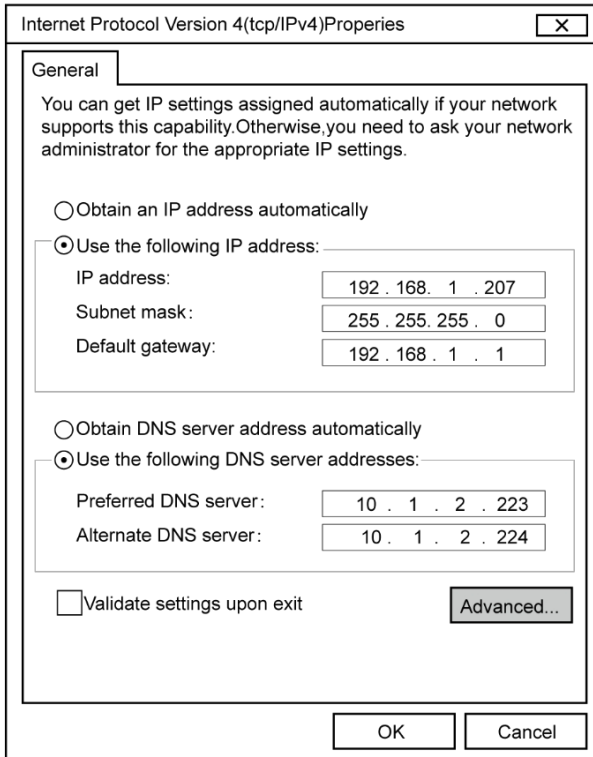 Internet Protocol Version 4(tcp/IPv4)Properies
General
You can get IP settings assigned automatically if your network
supports this capability.Otherwise,you need to ask your network
administrator for the appropriate IP settings.
Obtain an IP address automatically
Use the following IP address:
IP address: 192 . 168. 1 . 207
Subnet mask: 255 . 255. 255 . 0
Default gateway: 192 . 168 . 1 . 1
Obtain DNS server address automatically
Use the following DNS server addresses:
Preferred DNS server: 10 . 1 . 2 . 223
Alternate DNS server: 10 . 1 . 2 . 224
Validate settings upon exit
Advanced...
OK Cancel